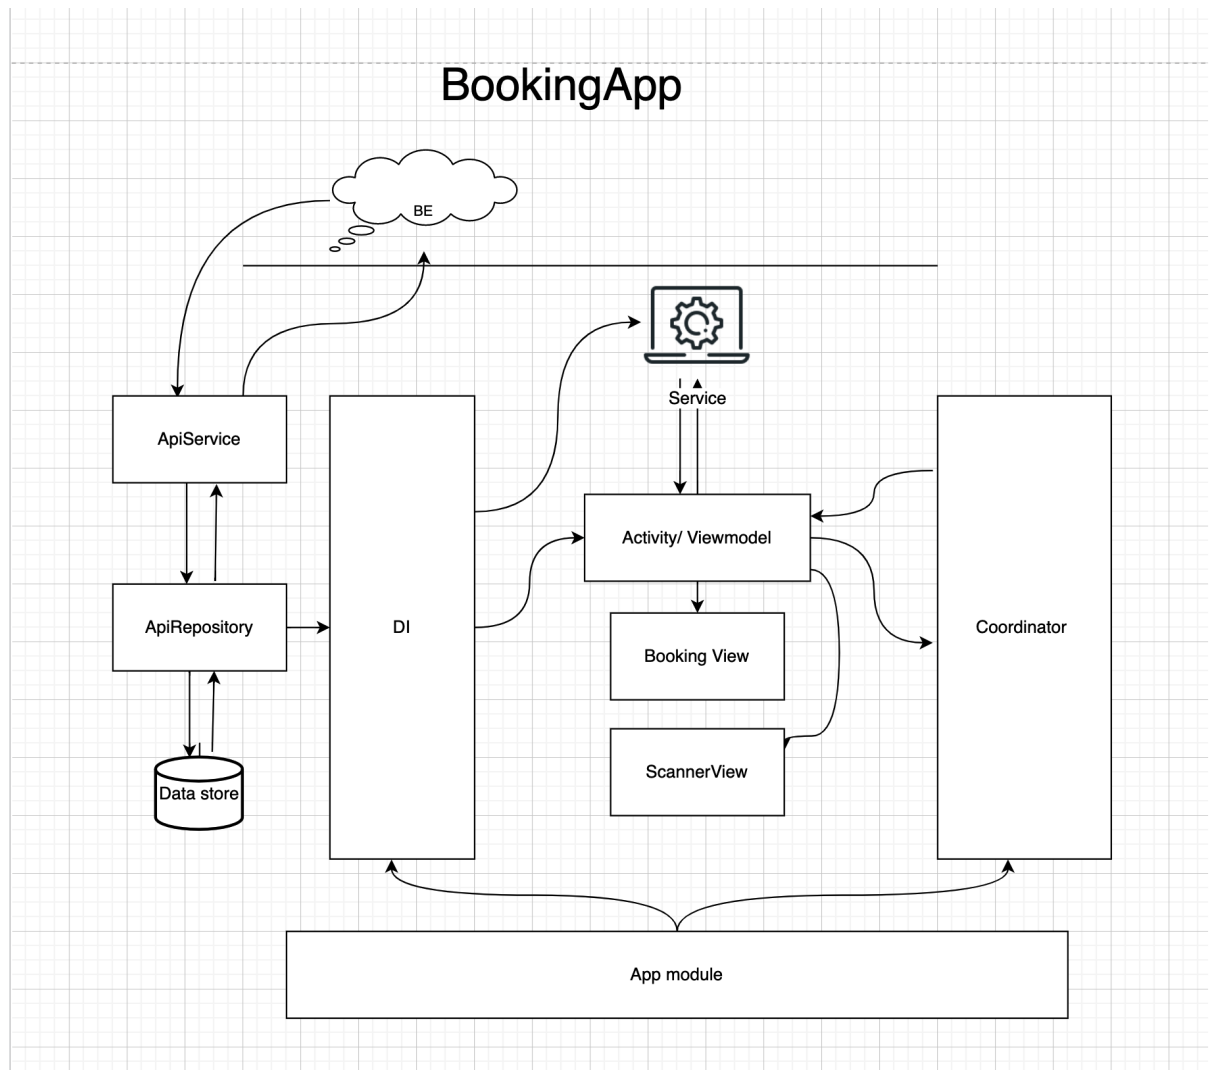 BookingApp
BE
Service
ApiService
Activity/ Viewmodel
ApiRepository
DI
Coordinator
Booking View
ScannerView
Data store
App module